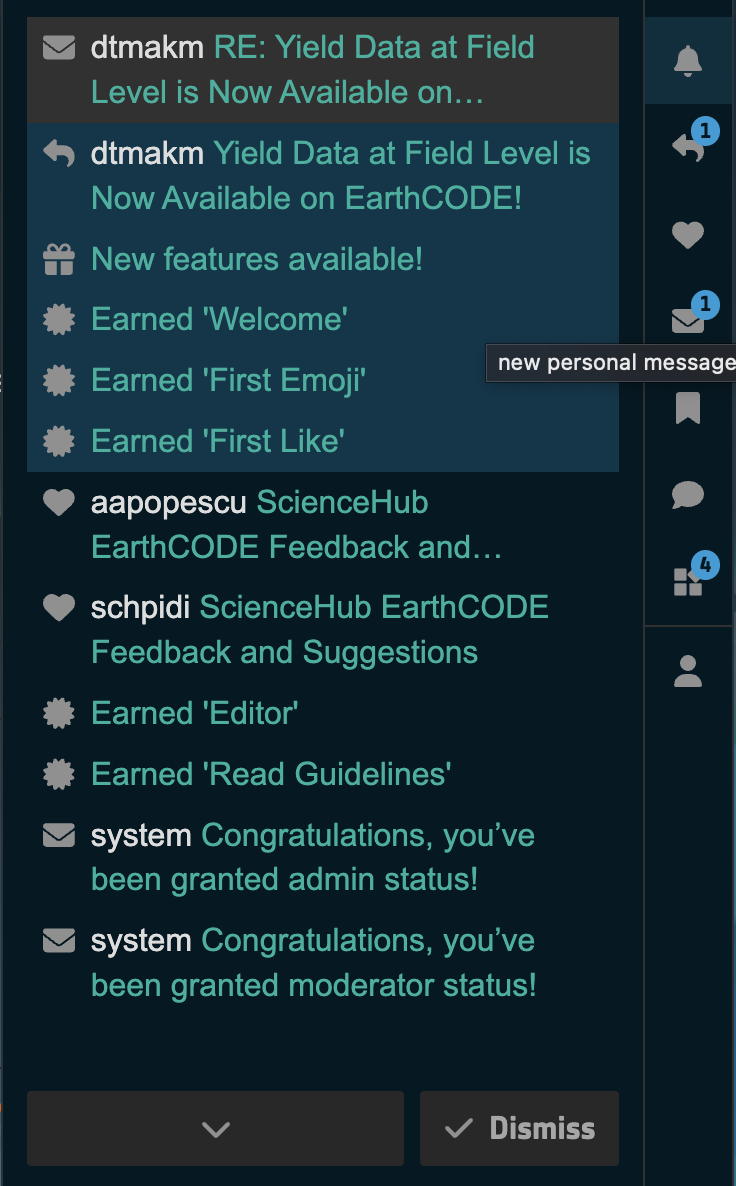 dtmakm RE: Yield Data at Field
Level is Now Available on…
dtmakm Yield Data at Field Level is
Now Available on EarthCODE!
New features available!
Earned 'Welcome'
Earned 'First Emoji'
Earned 'First Like'
aapopescu ScienceHub
EarthCODE Feedback and…
schpidi ScienceHub EarthCODE
Feedback and Suggestions
Earned 'Editor'
Earned 'Read Guidelines'
system Congratulations, you’ve
been granted admin status!
system Congratulations, you’ve
been granted moderator status!
Dismiss
1
1
new personal message
4